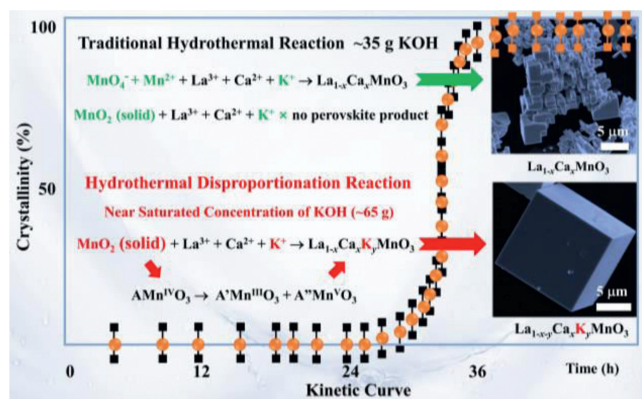 100
Traditional Hydrothermal Reaction ~35 g KOH
MnO₄⁻ + Mn²⁺ + La³⁺ + Ca²⁺ + K⁺ → La₁₋ₓCaₓMnO₃
MnO₂ (solid) + La³⁺ + Ca²⁺ + K⁺ × no perovskite product
5 μm
La₁₋ₓCaₓMnO₃
Crystallinity (%)
50
Hydrothermal Disproportionation Reaction
Near Saturated Concentration of KOH (~65 g)
MnO₂ (solid) + La³⁺ + Ca²⁺ + K⁺ → La₁₋ₓCaₓKᵧMnO₃
AMnᴵⱽO₃ → A'MnᴵᴵᴵO₃ + A''MnⱽO₃
5 μm
La₁₋ₓ₋ᵧCaₓKᵧMnO₃
0
12
24
36
Time (h)
Kinetic Curve